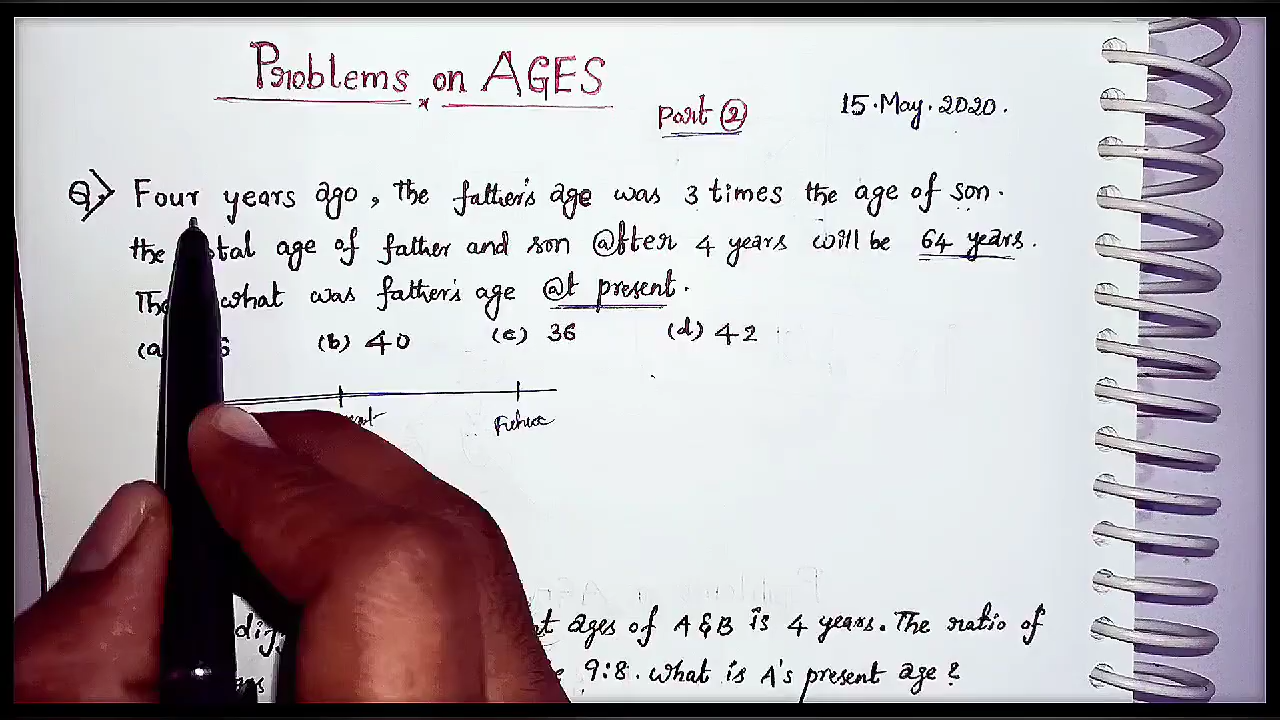 Problems on AGES
Part ②
15.May.2020.
Q) Four years ago, the father's age was 3 times the age of son.
the total age of father and son @fter 4 years will be 64 years.
what was father's age @t present.
(b) 40 (c) 36 (d) 42
Future
ages of A & B is 4 years. The ratio of
9:8. what is A's present age?